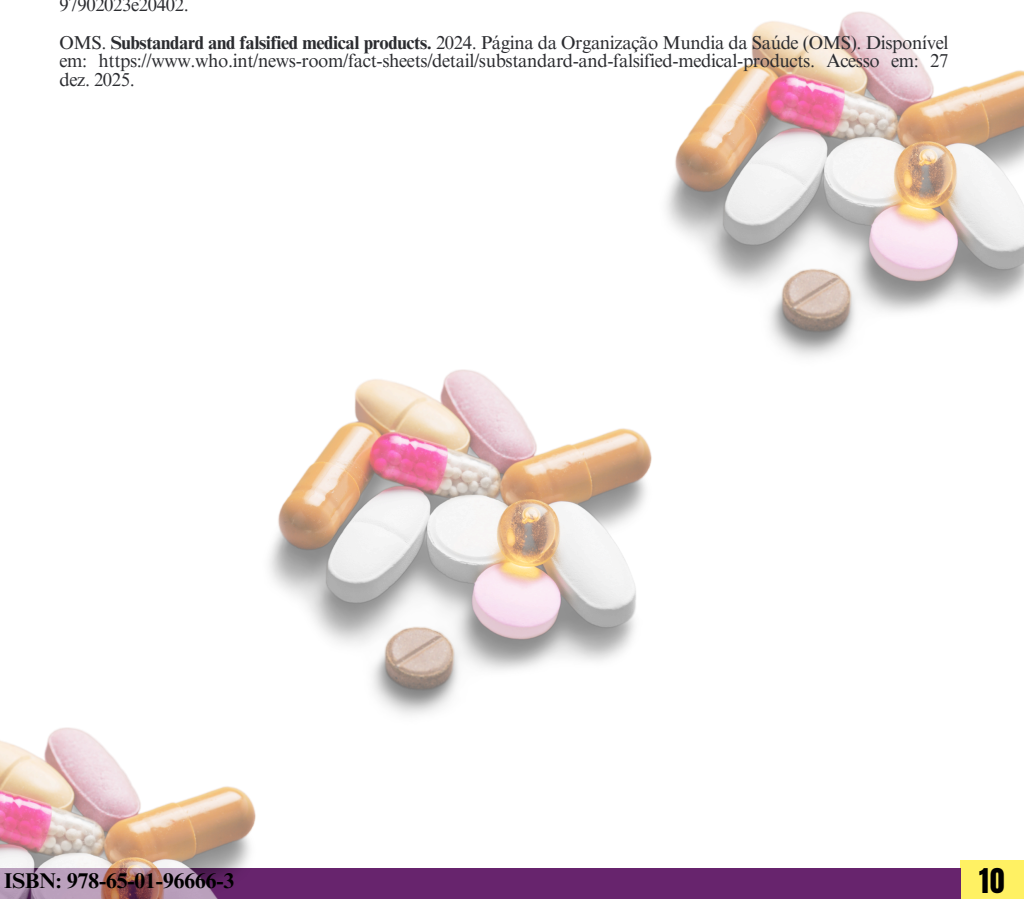 97902023e20402.
OMS. Substandard and falsified medical products. 2024. Página da Organização Mundia da Saúde (OMS). Disponível
em: https://www.who.int/news-room/fact-sheets/detail/substandard-and-falsified-medical-products. Acesso em: 27
dez. 2025.
ISBN: 978-65-01-96666-3
10